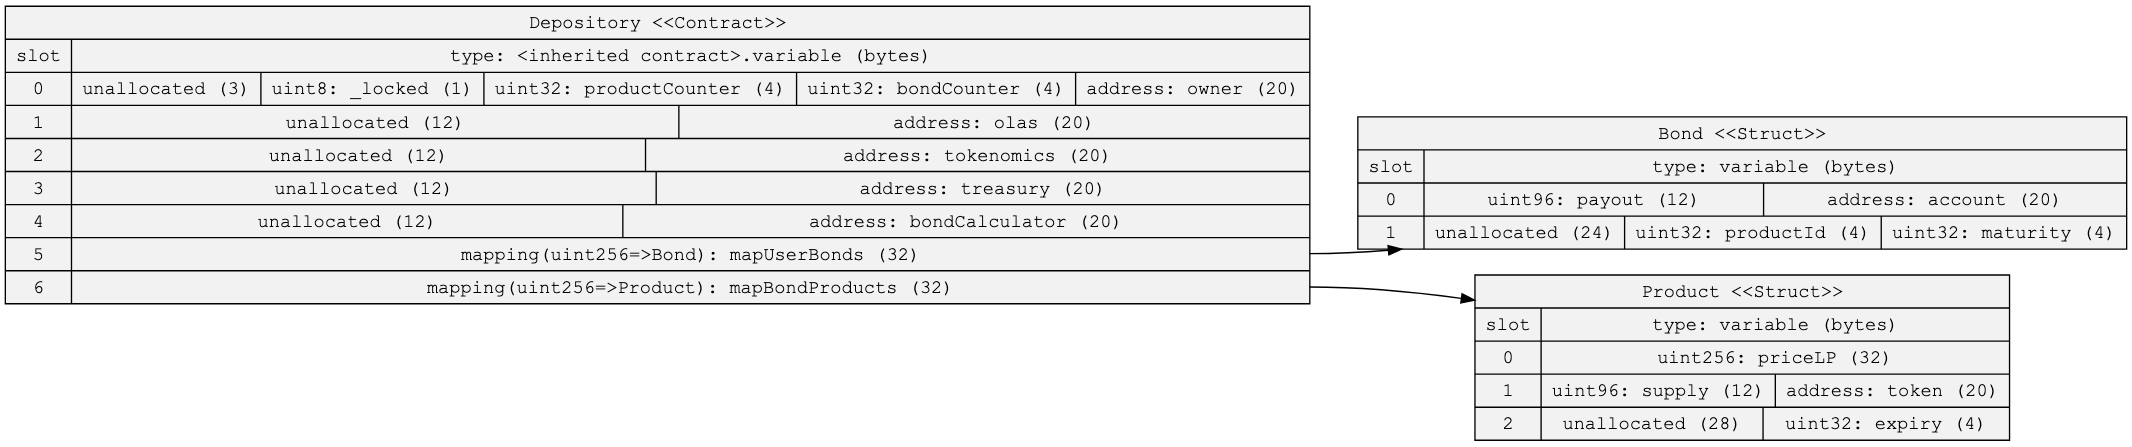 Depository <<Contract>>
slot type: <inherited contract>.variable (bytes)
0 unallocated (3) uint8: _locked (1) uint32: productCounter (4) uint32: bondCounter (4) address: owner (20)
1 unallocated (12) address: olas (20)
2 unallocated (12) address: tokenomics (20)
3 unallocated (12) address: treasury (20)
4 unallocated (12) address: bondCalculator (20)
5 mapping(uint256=>Bond): mapUserBonds (32)
6 mapping(uint256=>Product): mapBondProducts (32)
Bond <<Struct>>
slot type: variable (bytes)
0 uint96: payout (12) address: account (20)
1 unallocated (24) uint32: productId (4) uint32: maturity (4)
Product <<Struct>>
slot type: variable (bytes)
0 uint256: priceLP (32)
1 uint96: supply (12) address: token (20)
2 unallocated (28) uint32: expiry (4)